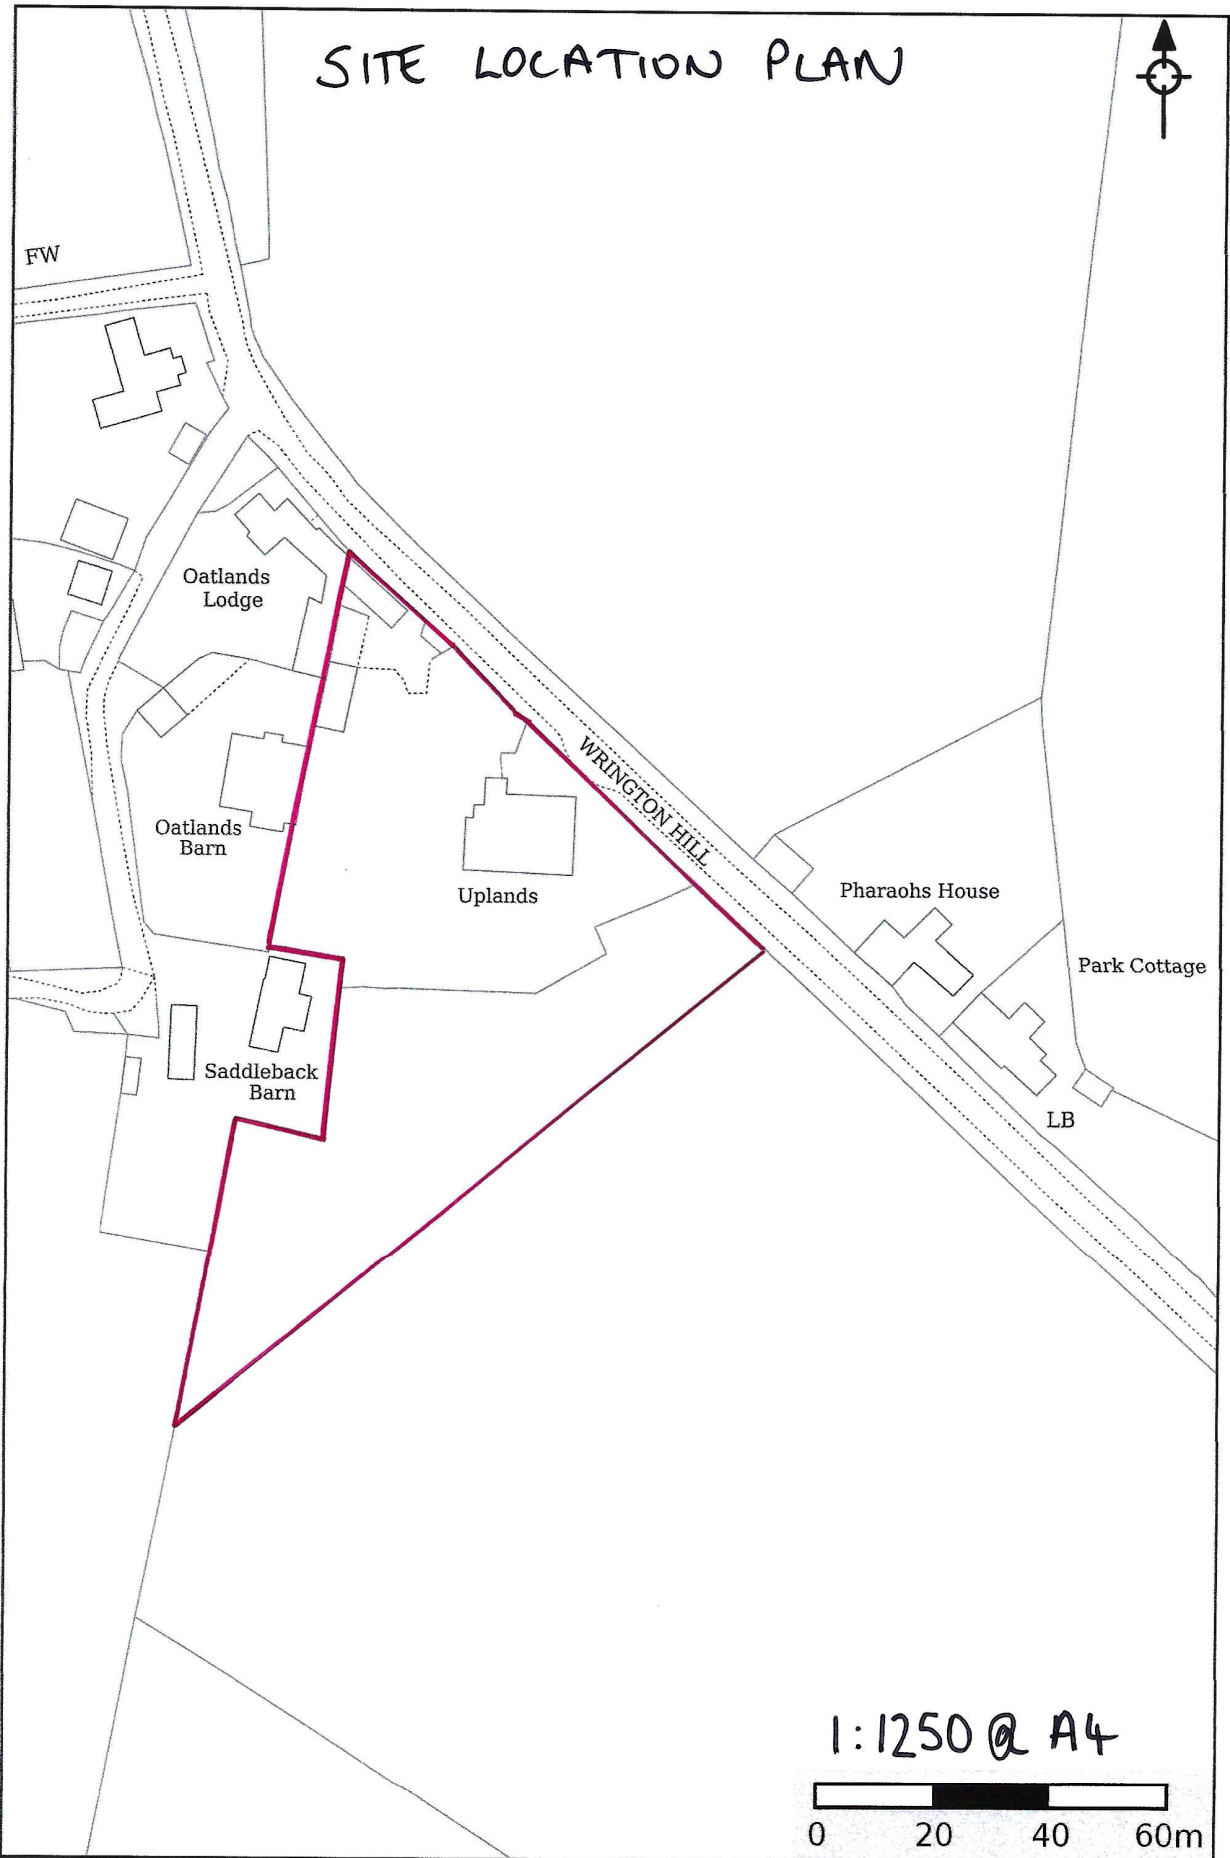 SITE LOCATION PLAN
FW
Oatlands
Lodge
WRINGTON HILL
Oatlands
Barn
Uplands
Pharaohs House
Park Cottage
Saddleback
Barn
LB
1:1250 @ A4
0 20 40 60m